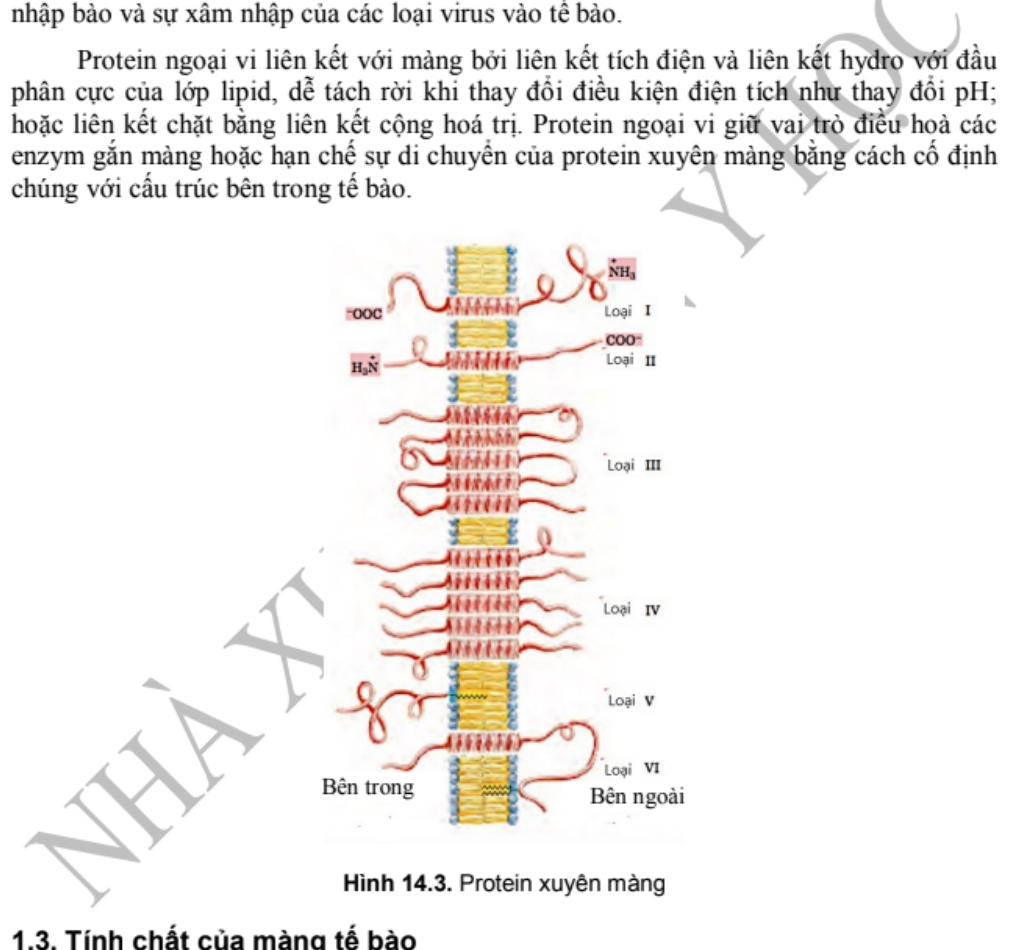 nhập bào và sự xâm nhập của các loại virus vào tế bào.
Protein ngoại vi liên kết với màng bởi liên kết tích điện và liên kết hydro với đầu
phân cực của lớp lipid, dễ tách rời khi thay đổi điều kiện điện tích như thay đổi pH;
hoặc liên kết chặt bằng liên kết cộng hoá trị. Protein ngoại vi giữ vai trò điều hoà các
enzym gắn màng hoặc hạn chế sự di chuyển của protein xuyên màng bằng cách cố định
chúng với cấu trúc bên trong tế bào.
Y HỌC
N̊H₃
⁻OOC
Loại I
COO⁻
H₃N⁺
Loại II
Loại III
Loại IV
Loại V
Loại VI
Bên trong
Bên ngoài
NHÀ
Hình 14.3. Protein xuyên màng
1.3. Tính chất của màng tế bào